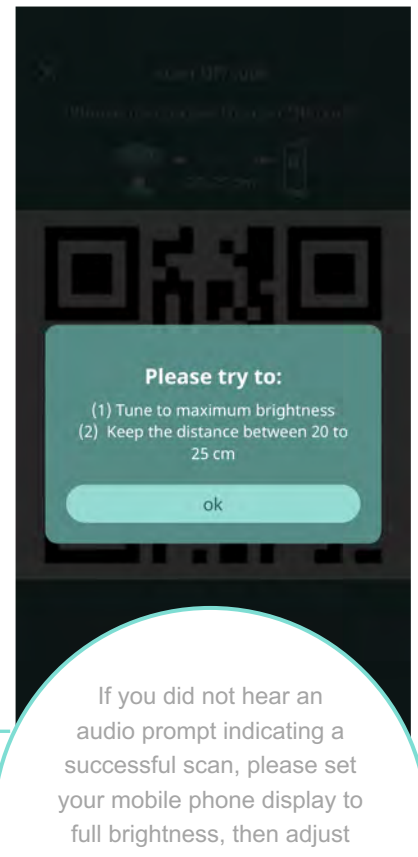 Please try to:
(1) Tune to maximum brightness
(2) Keep the distance between 20 to
25 cm
ok
If you did not hear an
audio prompt indicating a
successful scan, please set
your mobile phone display to
full brightness, then adjust